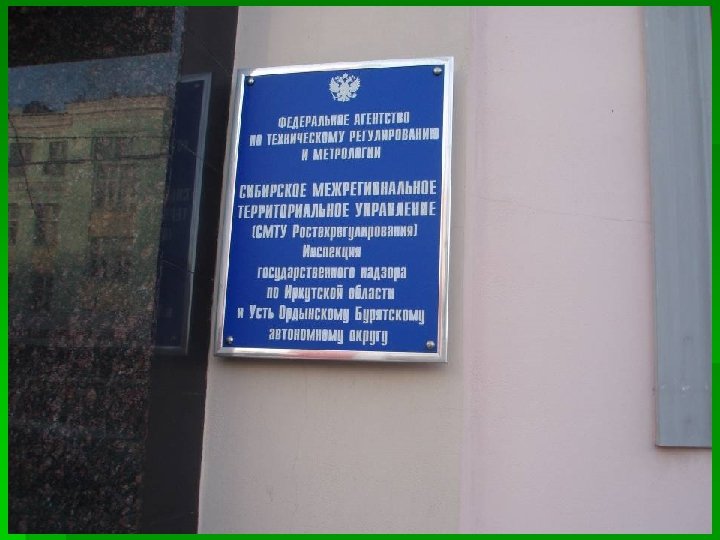 ФЕДЕРАЛЬНОЕ АГЕНТСТВО
ПО ТЕХНИЧЕСКОМУ РЕГУЛИРОВАНИЮ
И МЕТРОЛОГИИ
СИБИРСКОЕ МЕЖРЕГИОНАЛЬНОЕ
ТЕРРИТОРИАЛЬНОЕ УПРАВЛЕНИЕ
(СМТУ Ростехрегулирования)
Инспекция
государственного надзора
по Иркутской области
и Усть Ордынскому Бурятскому
автономному округу